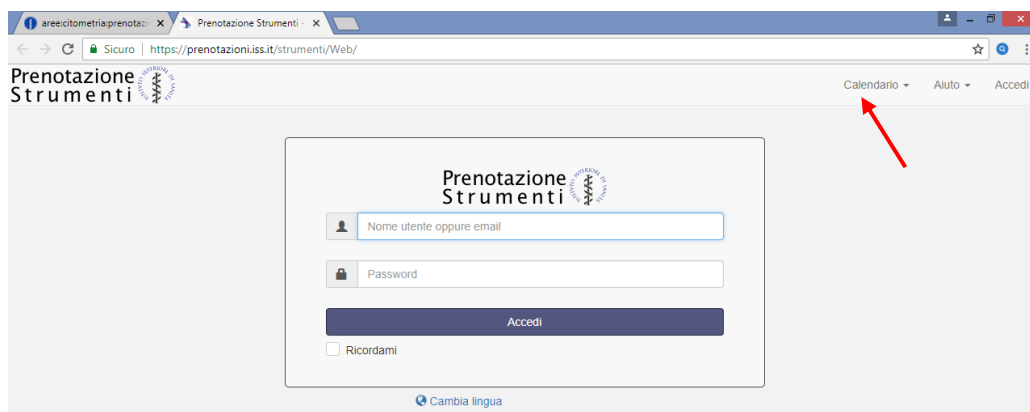 aree:citometria:prenotazi
Prenotazione Strumenti -
Sicuro https://prenotazioni.iss.it/strumenti/Web/
Prenotazione
Strumenti
Calendario Aiuto Accedi
Prenotazione
Strumenti
Nome utente oppure email
Password
Accedi
Ricordami
Cambia lingua